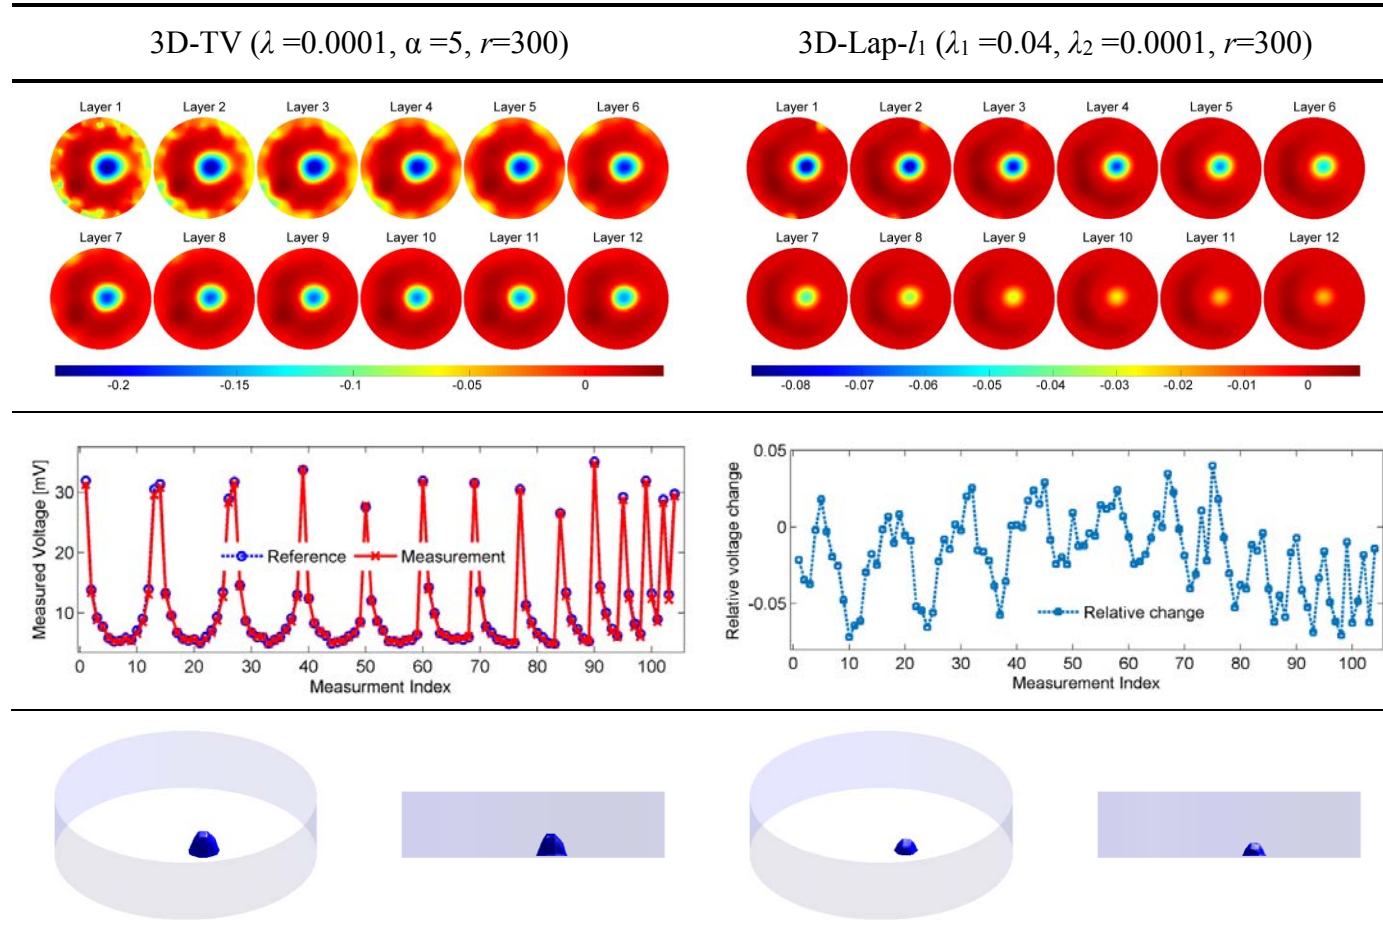 3D-TV (λ =0.0001, α =5, r=300)
3D-Lap-l₁ (λ₁ =0.04, λ₂ =0.0001, r=300)
Layer 1 Layer 2 Layer 3 Layer 4 Layer 5 Layer 6
Layer 7 Layer 8 Layer 9 Layer 10 Layer 11 Layer 12
-0.2 -0.15 -0.1 -0.05 0
Layer 1 Layer 2 Layer 3 Layer 4 Layer 5 Layer 6
Layer 7 Layer 8 Layer 9 Layer 10 Layer 11 Layer 12
-0.08 -0.07 -0.06 -0.05 -0.04 -0.03 -0.02 -0.01 0
Measured Voltage [mV]
30
20
10
Reference Measurement
0 10 20 30 40 50 60 70 80 90 100
Measurment Index
Relative voltage change
0.05
0
-0.05
Relative change
0 10 20 30 40 50 60 70 80 90 100
Measurement Index